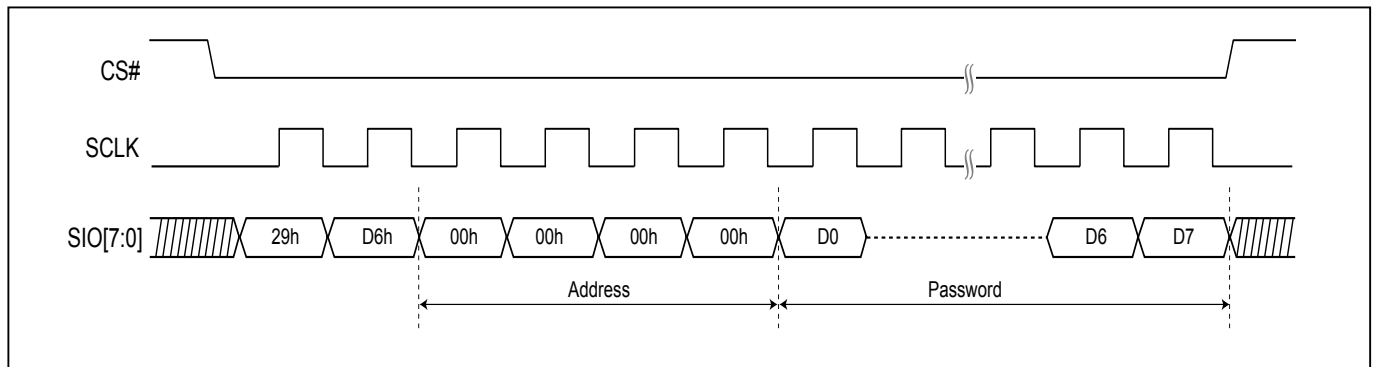 CS#
SCLK
SIO[7:0] 29h D6h 00h 00h 00h 00h D0 D6 D7
Address Password